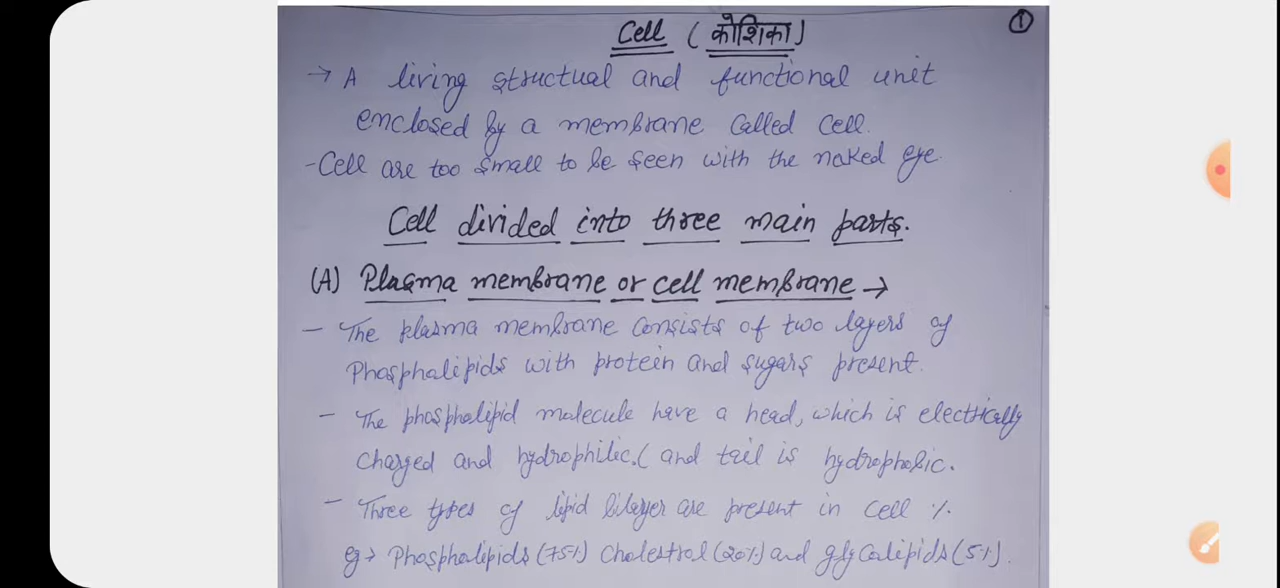 ①
Cell (कोशिका)
→ A living structual and functional unit
enclosed by a membrane called cell.
- Cell are too small to be seen with the naked eye.
Cell divided into three main parts.
(A) Plasma membrane or cell membrane →
- The plasma membrane consists of two layers of
Phosphalipids with protein and sugars present.
- The phosphalipid molecule have a head, which is electrically
charged and hydrophilic. ( and tail is hydrophobic.
- Three types of lipid bilayer are present in cell %
eg → Phosphalipids (75%) Cholestrol (20%) and glycolipids (5%).